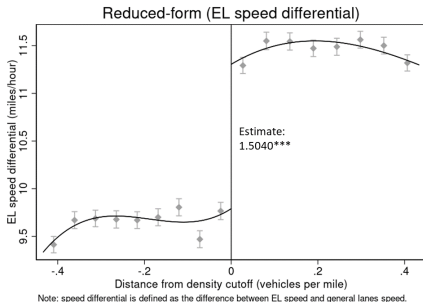 Reduced-form (EL speed differential)
EL speed differential (miles/hour)
11.5
11
10.5
10
9.5
Estimate:
1.5040***
-.4
-.2
0
.2
.4
Distance from density cutoff (vehicles per mile)
Note: speed differential is defined as the difference between EL speed and general lanes speed.